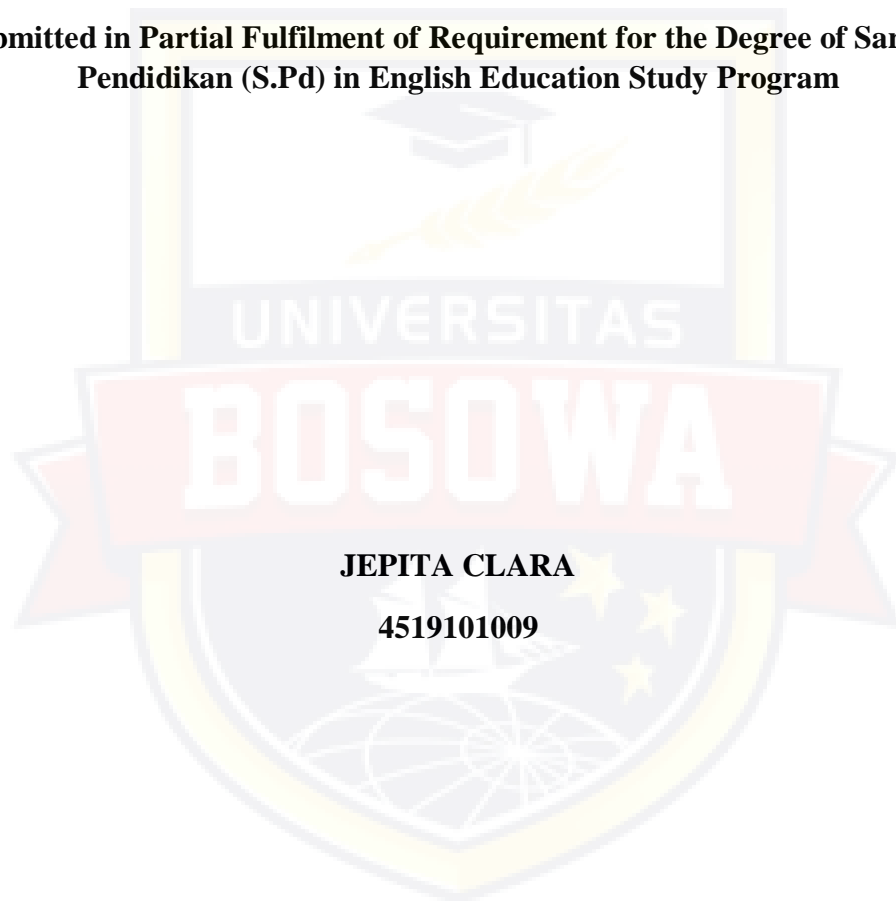 bmitted in Partial Fulfilment of Requirement for the Degree of Sar
Pendidikan (S.Pd) in English Education Study Program
UNIVERSITAS
BOSOWA
JEPITA CLARA
4519101009